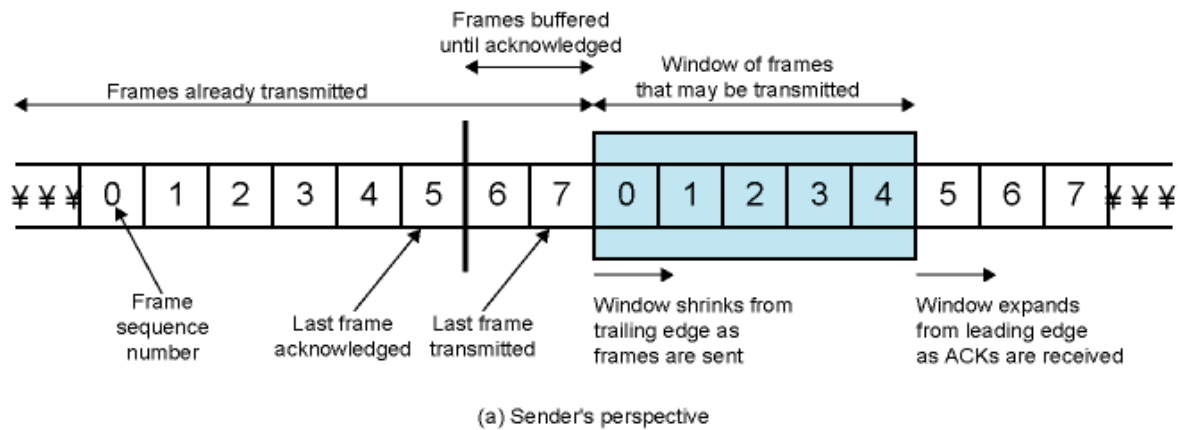 Frames buffered
until acknowledged
Window of frames
that may be transmitted
Frames already transmitted
¥ ¥ ¥ 0 1 2 3 4 5 6 7 0 1 2 3 4 5 6 7 ¥ ¥ ¥
Frame
sequence
number
Last frame
acknowledged
Last frame
transmitted
Window shrinks from
trailing edge as
frames are sent
Window expands
from leading edge
as ACKs are received
(a) Sender's perspective